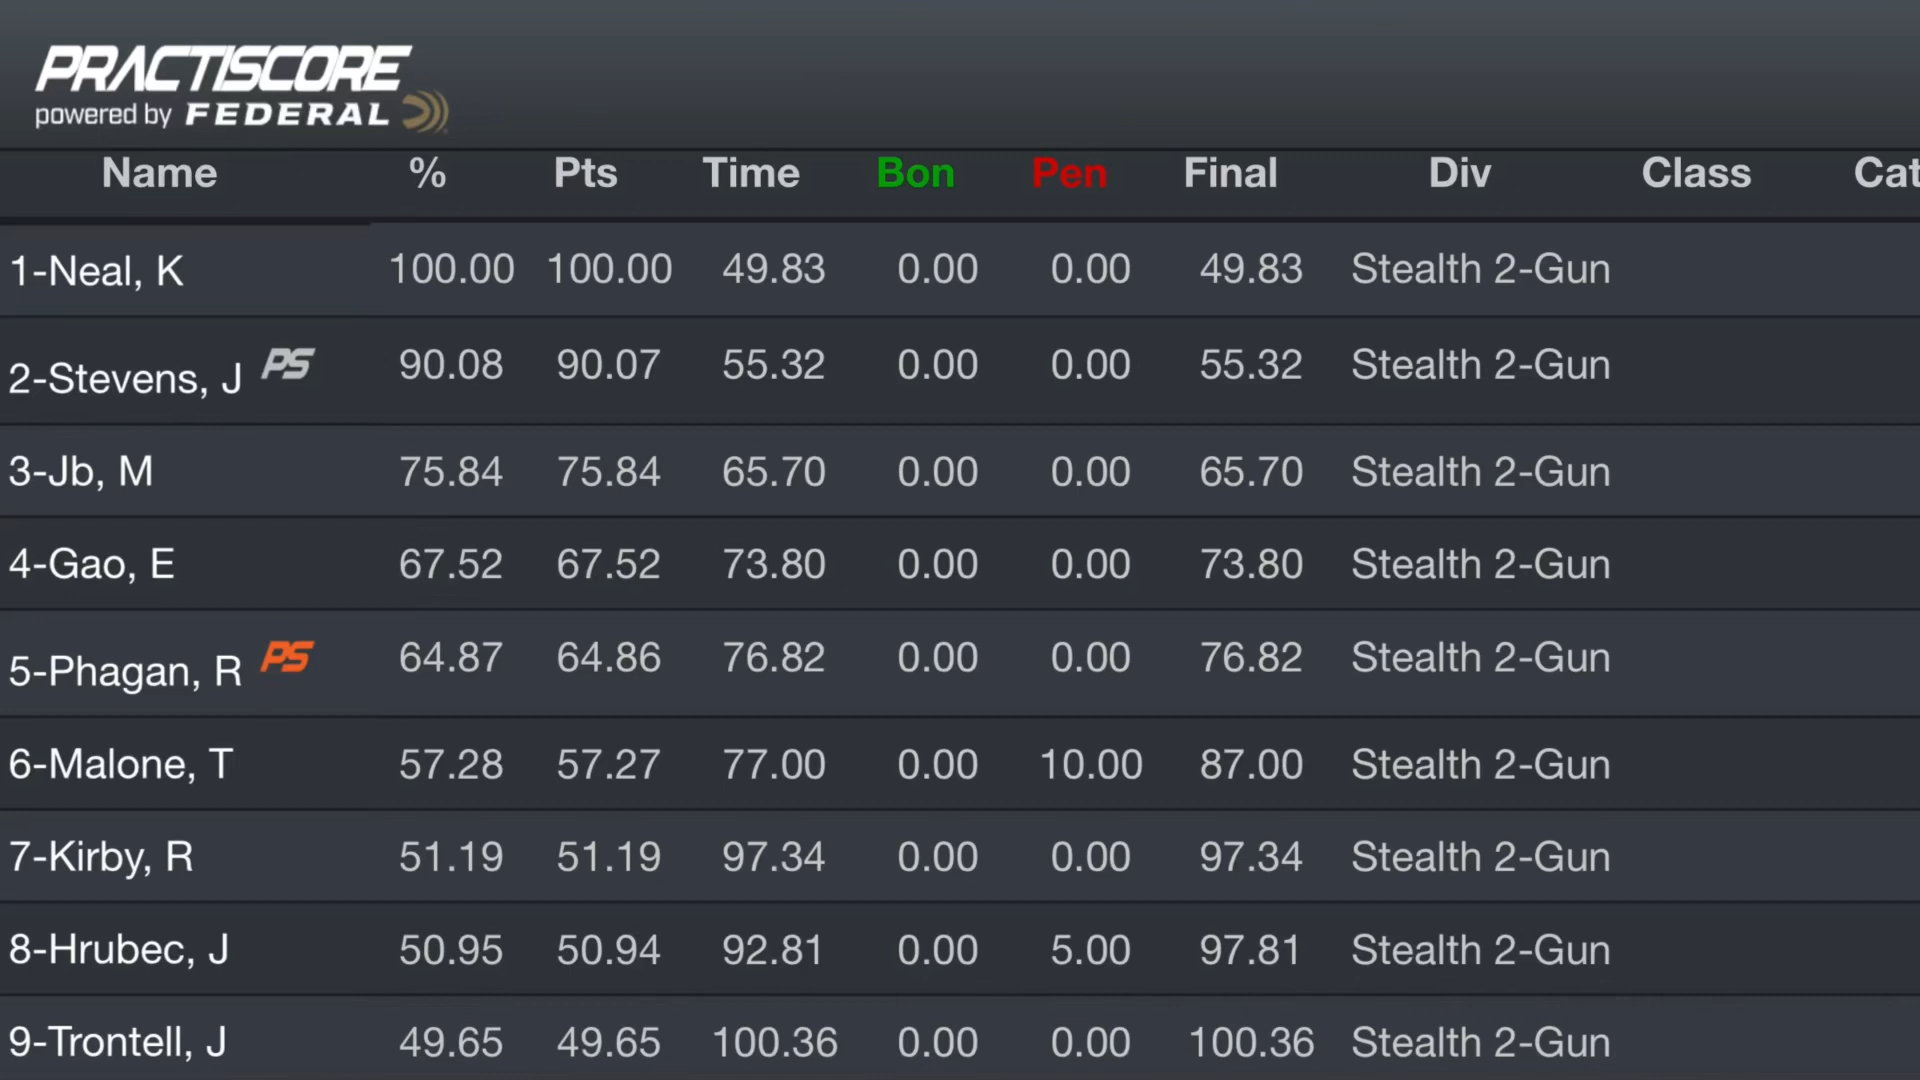 PRACTISCORE
powered by FEDERAL
Name % Pts Time Bon Pen Final Div Class Cat
1-Neal, K 100.00 100.00 49.83 0.00 0.00 49.83 Stealth 2-Gun
2-Stevens, J PS 90.08 90.07 55.32 0.00 0.00 55.32 Stealth 2-Gun
3-Jb, M 75.84 75.84 65.70 0.00 0.00 65.70 Stealth 2-Gun
4-Gao, E 67.52 67.52 73.80 0.00 0.00 73.80 Stealth 2-Gun
5-Phagan, R PS 64.87 64.86 76.82 0.00 0.00 76.82 Stealth 2-Gun
6-Malone, T 57.28 57.27 77.00 0.00 10.00 87.00 Stealth 2-Gun
7-Kirby, R 51.19 51.19 97.34 0.00 0.00 97.34 Stealth 2-Gun
8-Hrubec, J 50.95 50.94 92.81 0.00 5.00 97.81 Stealth 2-Gun
9-Trontell, J 49.65 49.65 100.36 0.00 0.00 100.36 Stealth 2-Gun